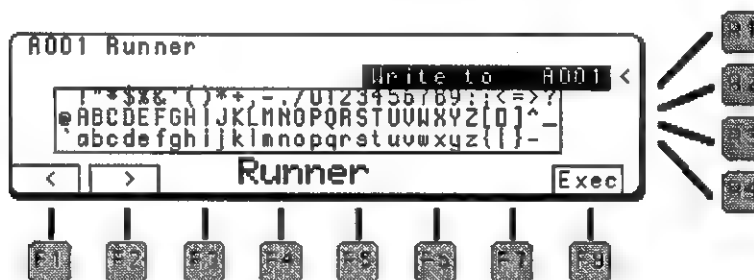 A001 Runner
Write to A001 <
!"#$%&'()*+,-./0123456789:;<=>?
@ABCDEFGHIJKLMNOPQRSTUVWXYZ[]^_
`abcdefghijklmnopqrstuvwxyz{|}-
Runner
< > Exec
F1 F2 F3 F4 F5 F6 F7 F8